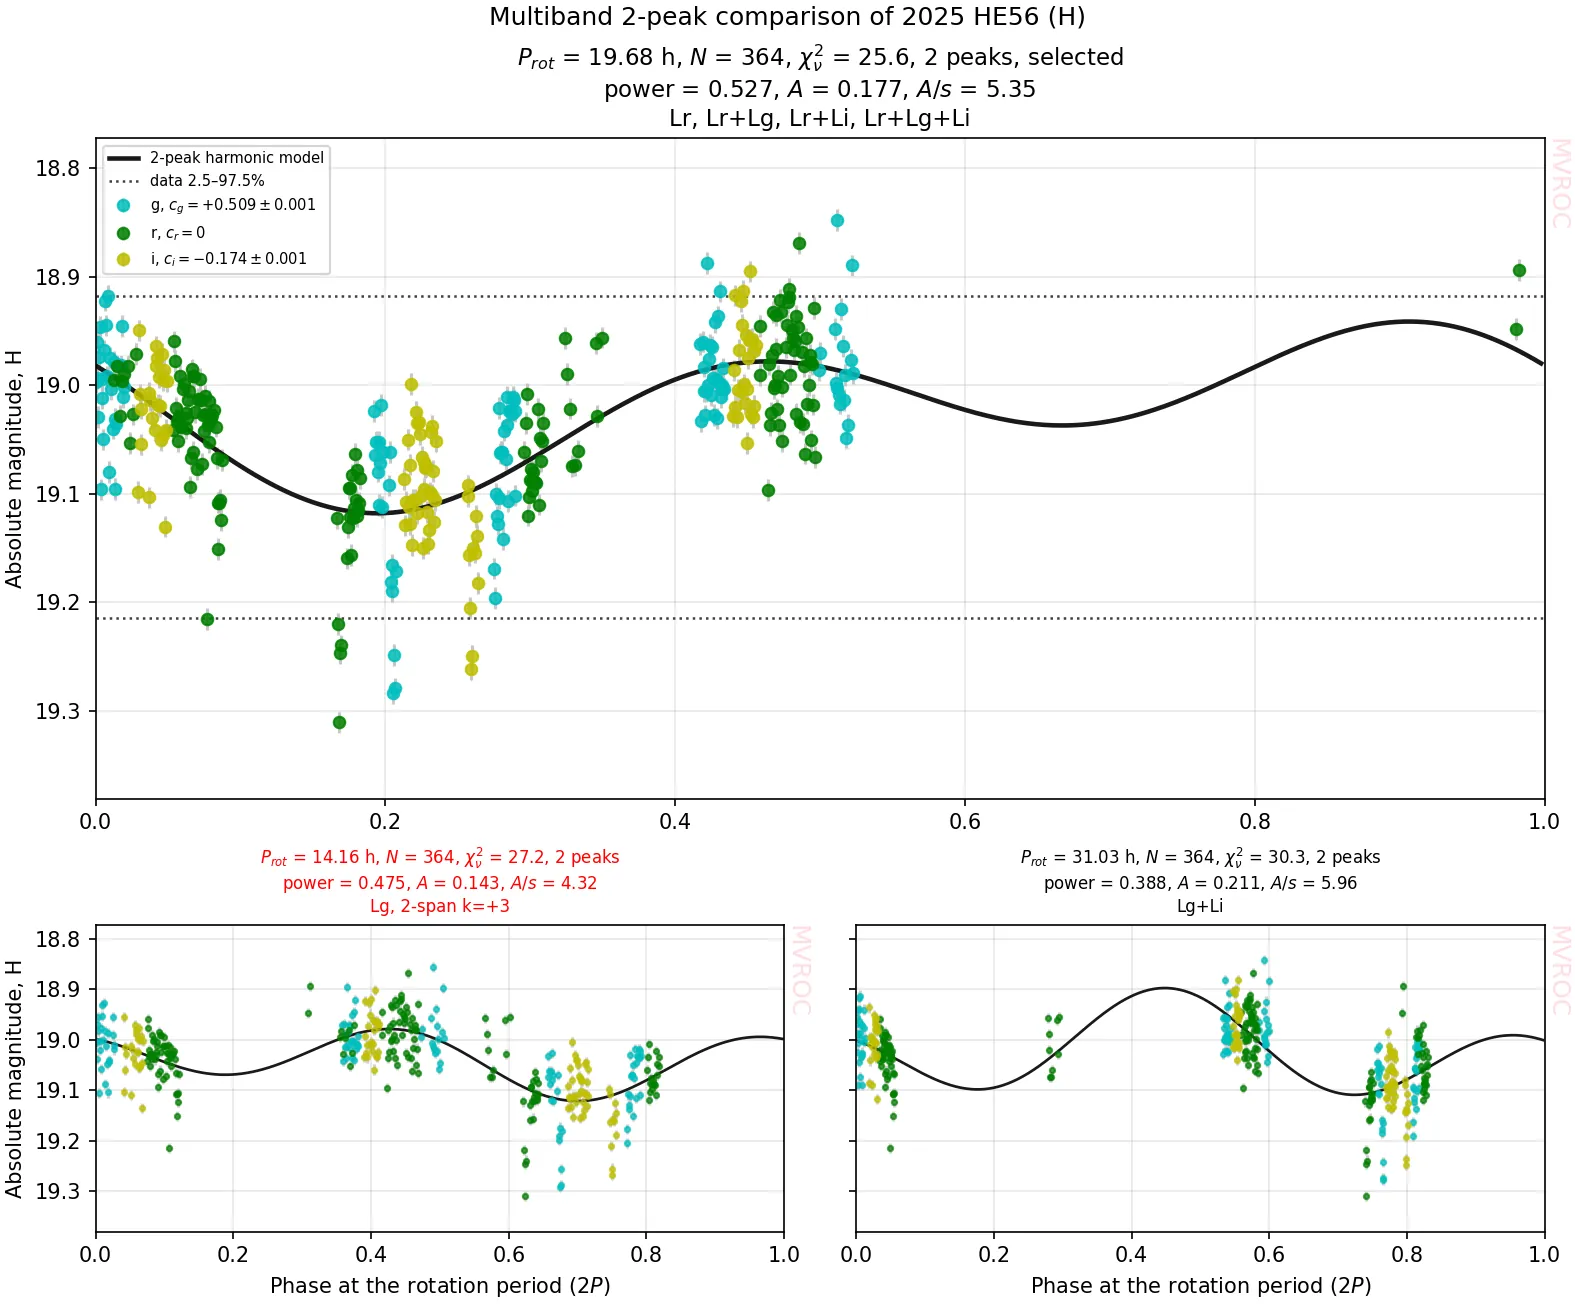 Multiband 2-peak comparison of 2025 HE56 (H)
P_rot = 19.68 h, N = 364, χ²_ν = 25.6, 2 peaks, selected
power = 0.527, A = 0.177, A/s = 5.35
Lr, Lr+Lg, Lr+Li, Lr+Lg+Li
2-peak harmonic model
data 2.5–97.5%
g, c_g = +0.509 ± 0.001
r, c_r = 0
i, c_i = −0.174 ± 0.001
MVROC
Absolute magnitude, H
18.8
18.9
19.0
19.1
19.2
19.3
0.0 0.2 0.4 0.6 0.8 1.0
P_rot = 14.16 h, N = 364, χ²_ν = 27.2, 2 peaks
power = 0.475, A = 0.143, A/s = 4.32
Lg, 2-span k=+3
MVROC
Absolute magnitude, H
18.8
18.9
19.0
19.1
19.2
19.3
0.0 0.2 0.4 0.6 0.8 1.0
Phase at the rotation period (2P)
P_rot = 31.03 h, N = 364, χ²_ν = 30.3, 2 peaks
power = 0.388, A = 0.211, A/s = 5.96
Lg+Li
MVROC
0.0 0.2 0.4 0.6 0.8 1.0
Phase at the rotation period (2P)